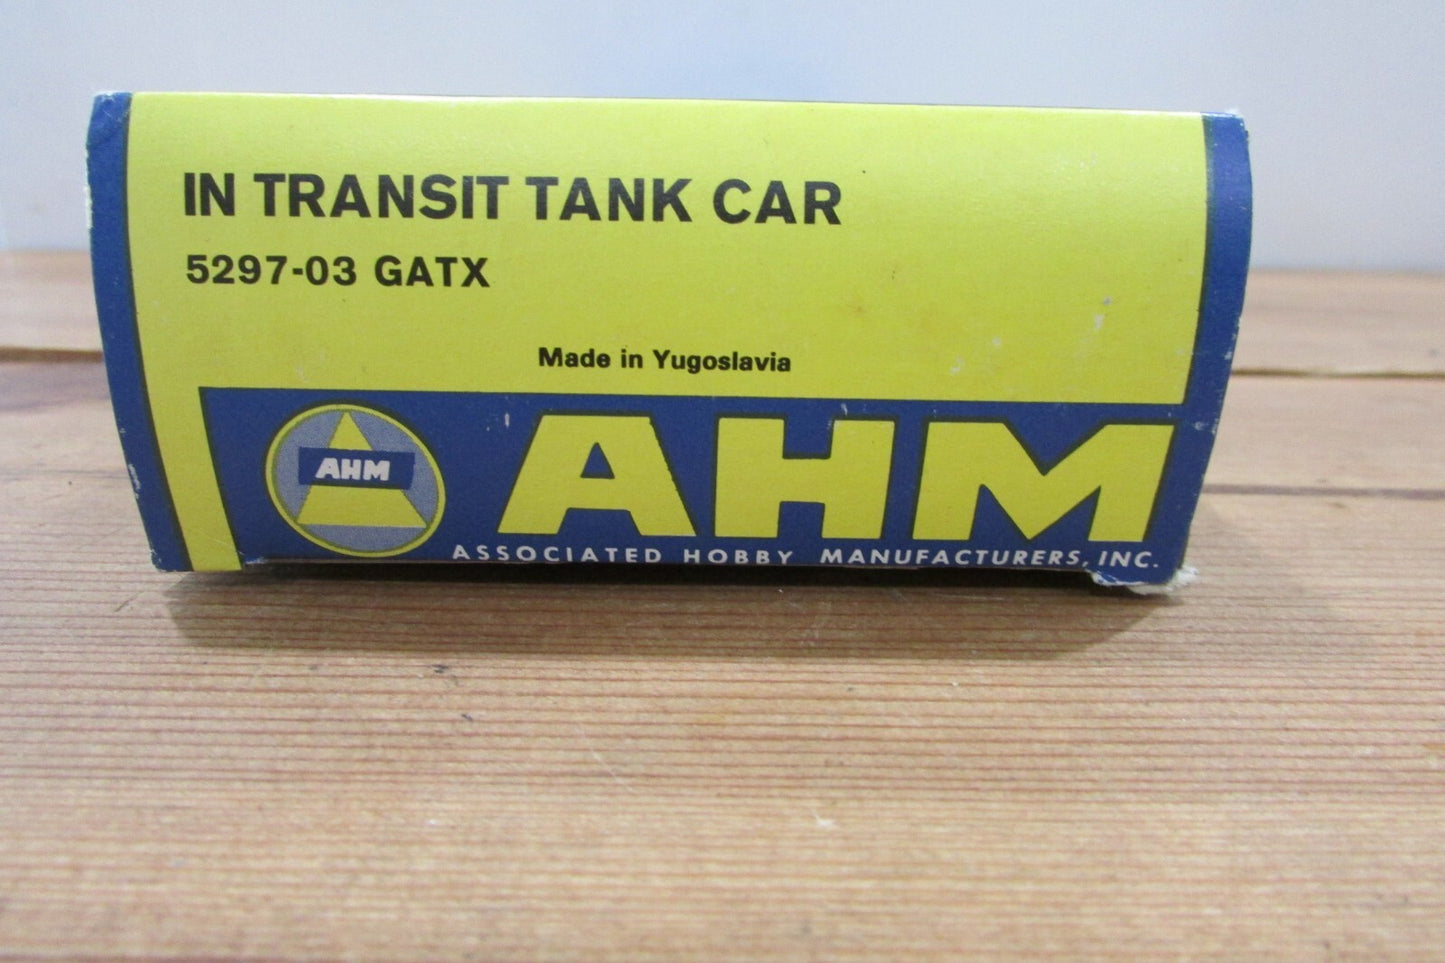 IN TRANSIT TANK CAR
5297-03 GATX
Made in Yugoslavia
AHM
AHM
ASSOCIATED HOBBY MANUFACTURERS, INC.